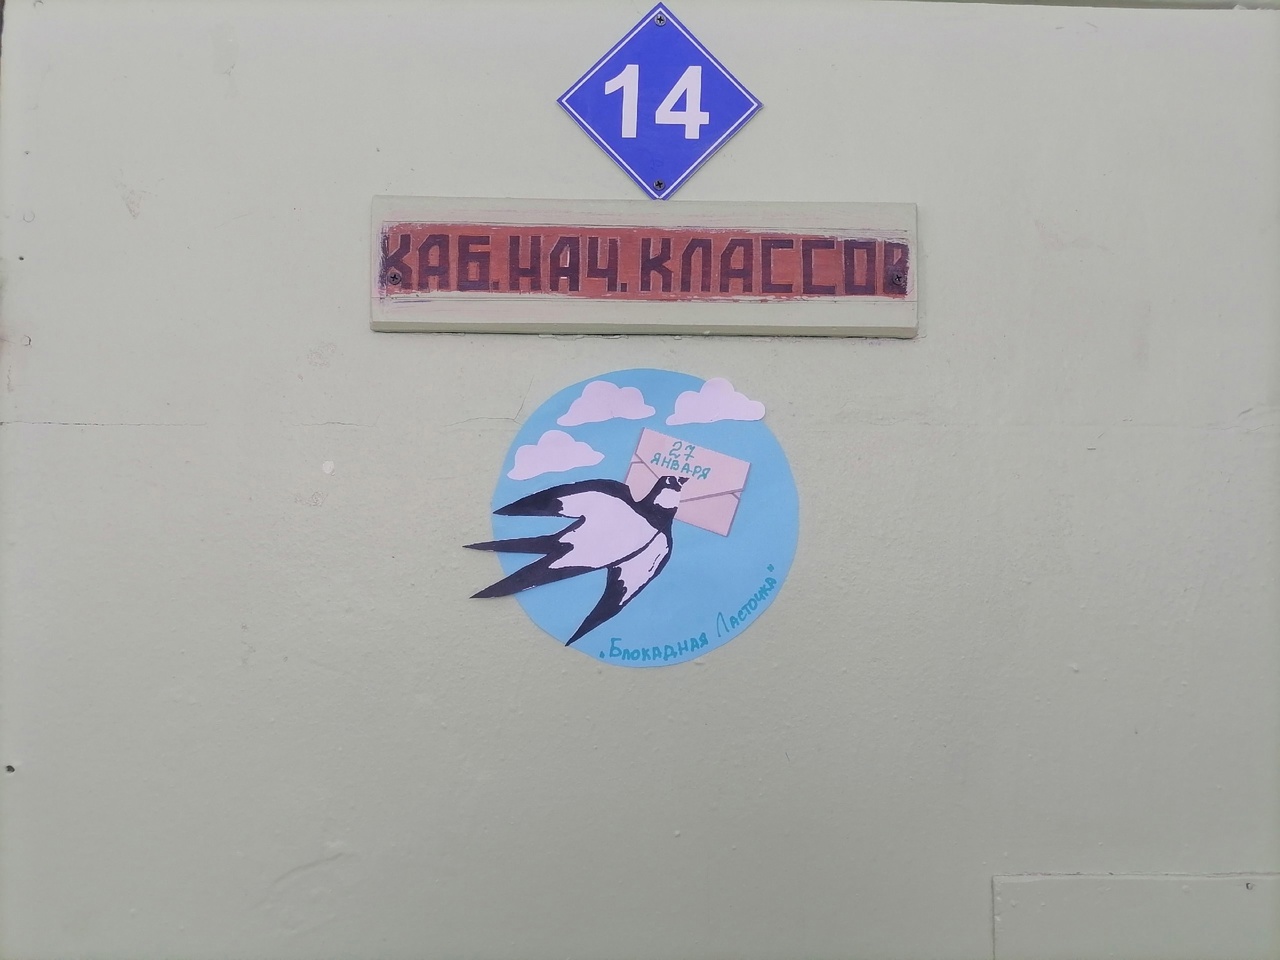 14
КАБ. НАЧ. КЛАССОВ
27
ЯНВАРЯ
"БЛОКАДНАЯ ЛАСТОЧКА"